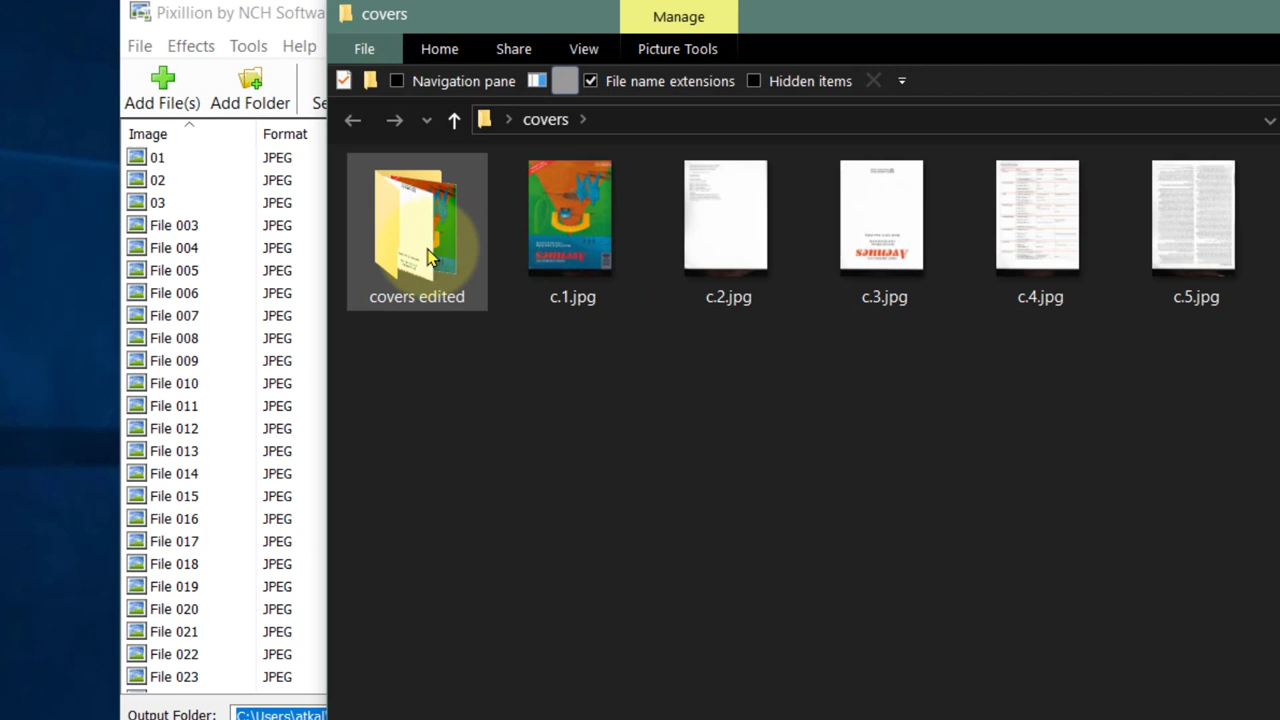 Pixillion by NCH Softwa
File Effects Tools Help
Add File(s) Add Folder Se
Image Format
01 JPEG
02 JPEG
03 JPEG
File 003 JPEG
File 004 JPEG
File 005 JPEG
File 006 JPEG
File 007 JPEG
File 008 JPEG
File 009 JPEG
File 010 JPEG
File 011 JPEG
File 012 JPEG
File 013 JPEG
File 014 JPEG
File 015 JPEG
File 016 JPEG
File 017 JPEG
File 018 JPEG
File 019 JPEG
File 020 JPEG
File 021 JPEG
File 022 JPEG
File 023 JPEG
Output Folder: C:\Users\atkal
covers Manage
File Home Share View Picture Tools
Navigation pane File name extensions Hidden items
covers
Avenues
Avenues
covers edited c.1.jpg c.2.jpg c.3.jpg c.4.jpg c.5.jpg